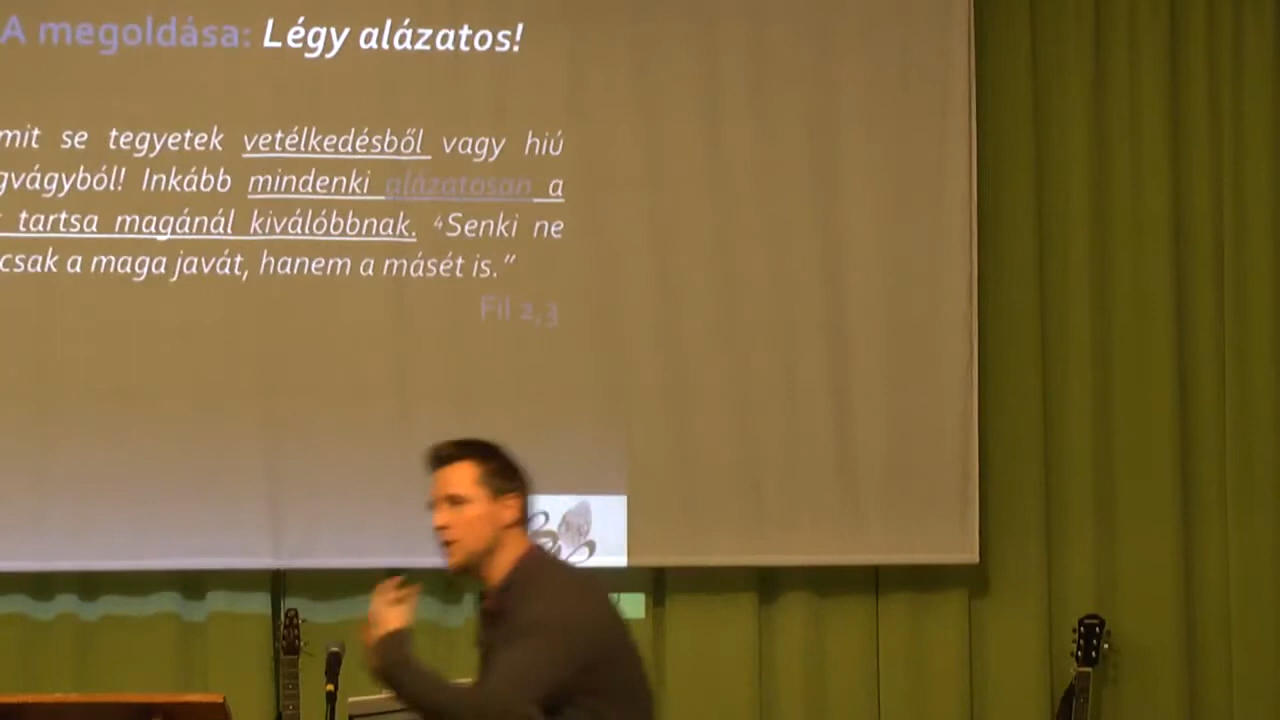 A megoldása: Légy alázatos!
mit se tegyetek vetélkedésből vagy hiú
gvágyból! Inkább mindenki alázatosan a
tartsa magánál kiválóbbnak. ⁴Senki ne
csak a maga javát, hanem a másét is.”
Fil 2,3